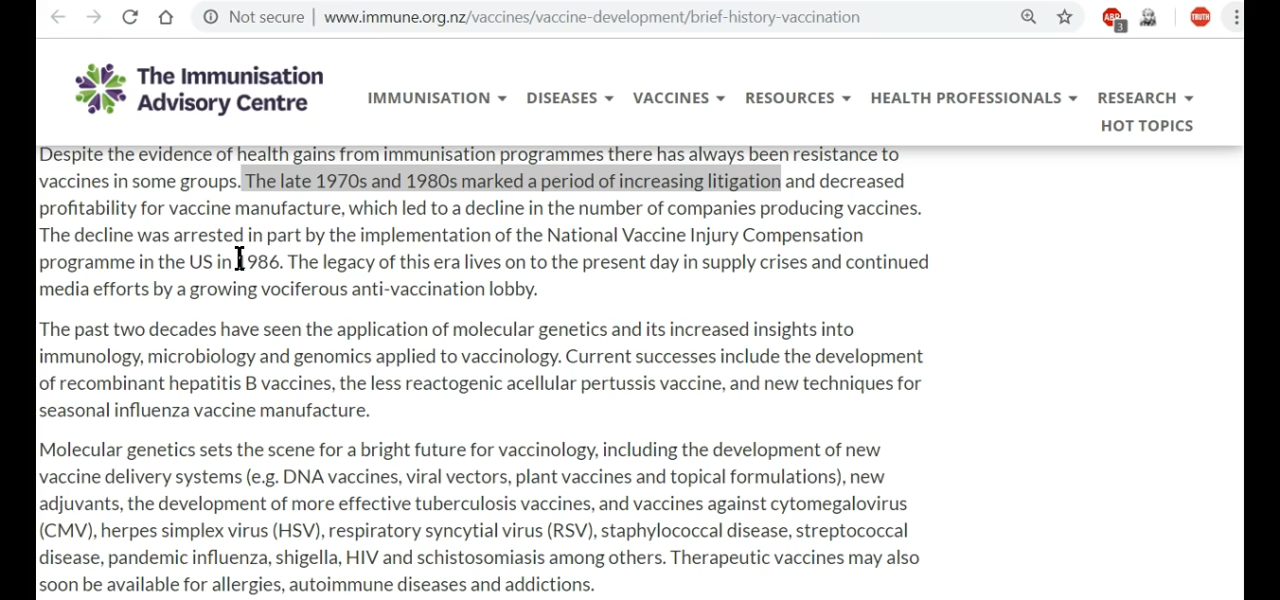 Not secure | www.immune.org.nz/vaccines/vaccine-development/brief-history-vaccination
ABP
3
TRUTH
The Immunisation
Advisory Centre
IMMUNISATION DISEASES VACCINES RESOURCES HEALTH PROFESSIONALS RESEARCH
HOT TOPICS
Despite the evidence of health gains from immunisation programmes there has always been resistance to
vaccines in some groups. The late 1970s and 1980s marked a period of increasing litigation and decreased
profitability for vaccine manufacture, which led to a decline in the number of companies producing vaccines.
The decline was arrested in part by the implementation of the National Vaccine Injury Compensation
programme in the US in 1986. The legacy of this era lives on to the present day in supply crises and continued
media efforts by a growing vociferous anti-vaccination lobby.
The past two decades have seen the application of molecular genetics and its increased insights into
immunology, microbiology and genomics applied to vaccinology. Current successes include the development
of recombinant hepatitis B vaccines, the less reactogenic acellular pertussis vaccine, and new techniques for
seasonal influenza vaccine manufacture.
Molecular genetics sets the scene for a bright future for vaccinology, including the development of new
vaccine delivery systems (e.g. DNA vaccines, viral vectors, plant vaccines and topical formulations), new
adjuvants, the development of more effective tuberculosis vaccines, and vaccines against cytomegalovirus
(CMV), herpes simplex virus (HSV), respiratory syncytial virus (RSV), staphylococcal disease, streptococcal
disease, pandemic influenza, shigella, HIV and schistosomiasis among others. Therapeutic vaccines may also
soon be available for allergies, autoimmune diseases and addictions.